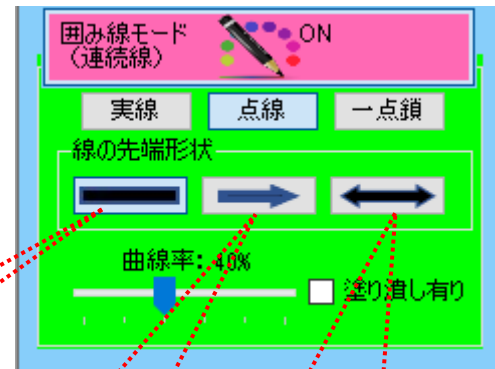 囲み線モード
(連続線)
ON
実線
点線
一点鎖
線の先端形状
曲線率: 40%
塗り潰し有り